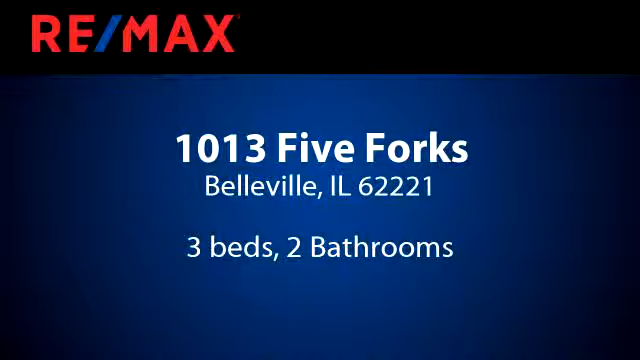 RE/MAX
1013 Five Forks
Belleville, IL 62221
3 beds, 2 Bathrooms